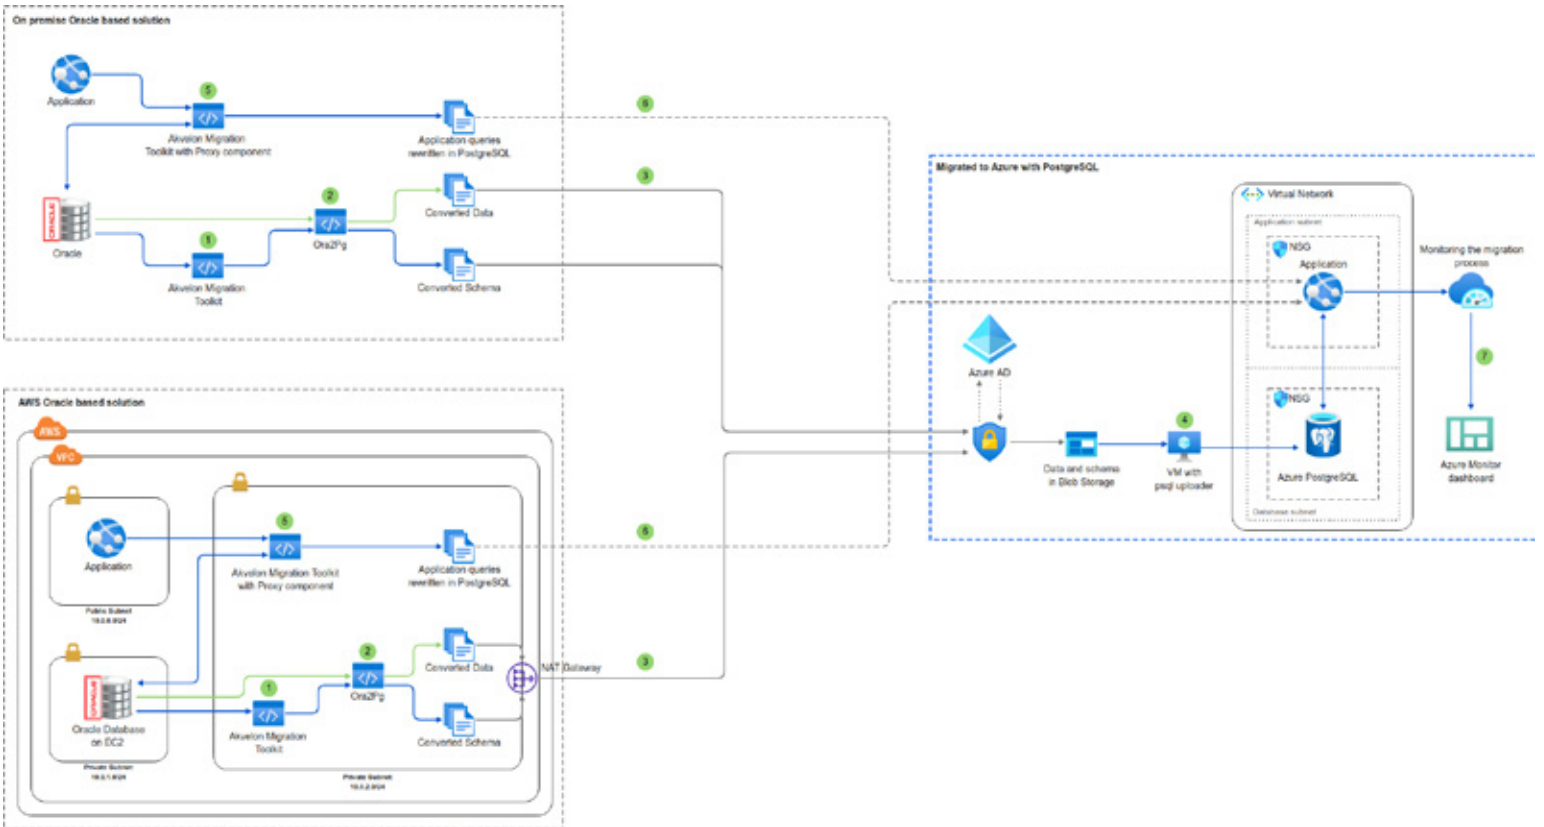 On premise Oracle based solution
5
Application
Akvelon Migration
Toolkit with Proxy component
Application queries
rewritten in PostgreSQL
6
3
2
Converted Data
ORACLE
Oracle
1
Ora2Pg
Akvelon Migration
Toolkit
Converted Schema
AWS Oracle based solution
AWS
VPC
5
Application
Akvelon Migration Toolkit
with Proxy component
Application queries
rewritten in PostgreSQL
Public Subnet
2
Converted Data
NAT Gateway
3
1
Ora2Pg
ORACLE
Oracle Database
on EC2
Akvelon Migration
Toolkit
Converted Schema
Private Subnet
Private Subnet
Migrated to Azure with PostgreSQL
Virtual Network
Application subnet
NSG
Application
Monitoring the migration
process
Azure AD
7
NSG
4
Data and schema
in Blob Storage
VM with
psql uploader
Azure PostgreSQL
Azure Monitor
dashboard
Database subnet